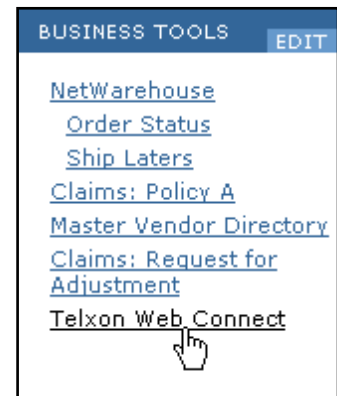 BUSINESS TOOLS EDIT
NetWarehouse
Order Status
Ship Laters
Claims: Policy A
Master Vendor Directory
Claims: Request for
Adjustment
Telxon Web Connect